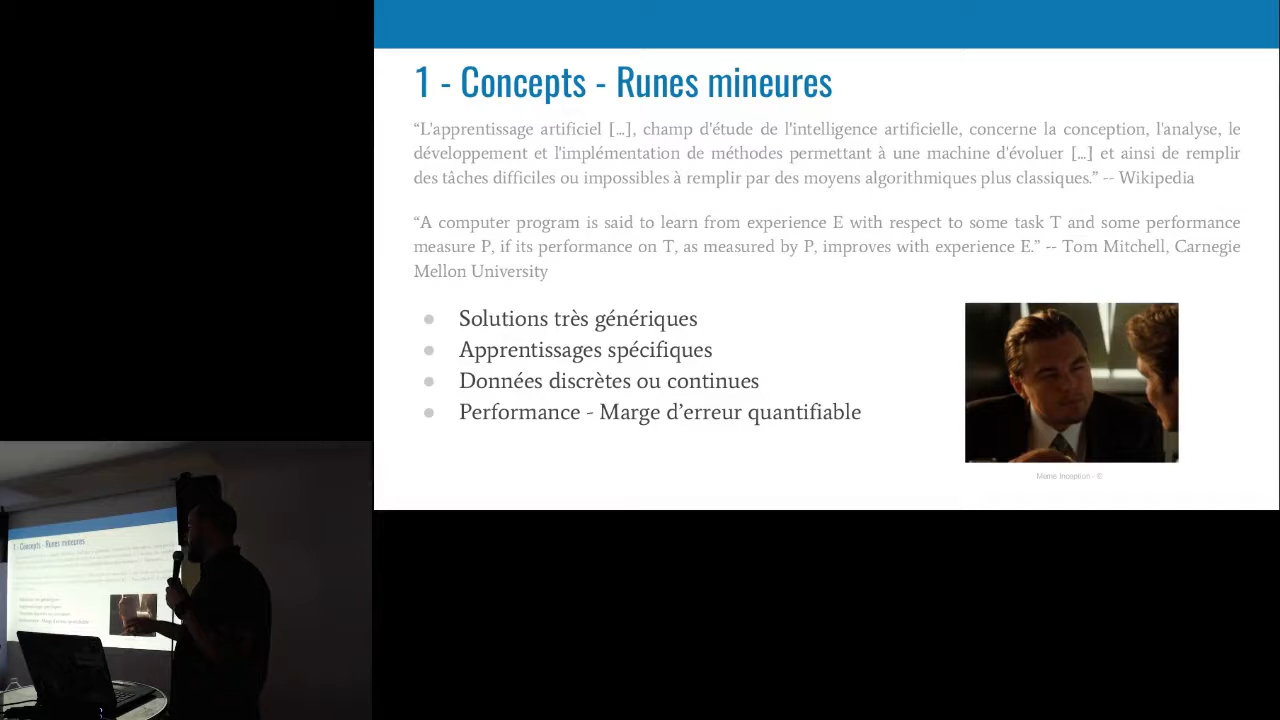 1 - Concepts - Runes mineures
“L'apprentissage artificiel [...], champ d'étude de l'intelligence artificielle, concerne la conception, l'analyse, le
développement et l'implémentation de méthodes permettant à une machine d'évoluer [...] et ainsi de remplir
des tâches difficiles ou impossibles à remplir par des moyens algorithmiques plus classiques.” -- Wikipedia
“A computer program is said to learn from experience E with respect to some task T and some performance
measure P, if its performance on T, as measured by P, improves with experience E.” -- Tom Mitchell, Carnegie
Mellon University
● Solutions très génériques
● Apprentissages spécifiques
● Données discrètes ou continues
● Performance - Marge d’erreur quantifiable
Meme Inception - ©
1 - Concepts - Runes mineures